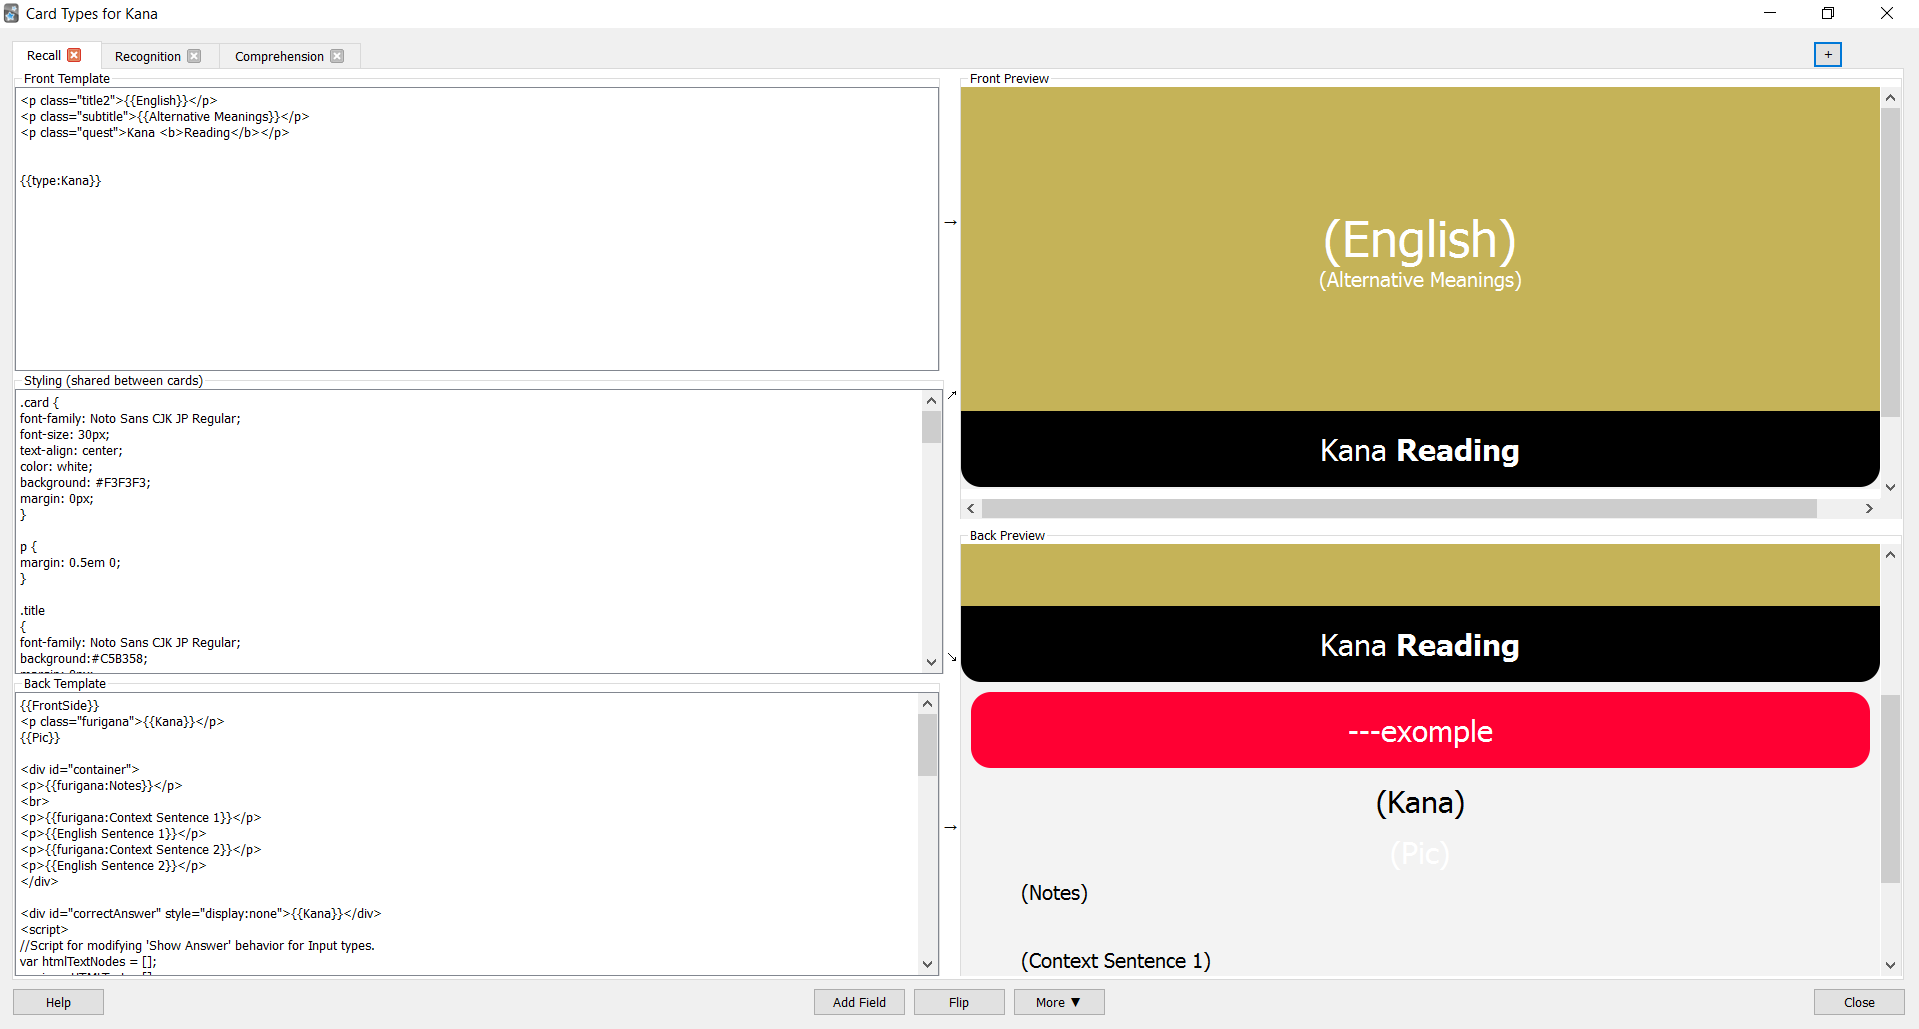 Card Types for Kana
Recall
Recognition
Comprehension
+
Front Template
<p class="title2">{{English}}</p>
<p class="subtitle">{{Alternative Meanings}}</p>
<p class="quest">Kana <b>Reading</b></p>
{{type:Kana}}
Styling (shared between cards)
.card {
font-family: Noto Sans CJK JP Regular;
font-size: 30px;
text-align: center;
color: white;
background: #F3F3F3;
margin: 0px;
}
p {
margin: 0.5em 0;
}
.title
{
font-family: Noto Sans CJK JP Regular;
background:#C5B358;
Back Template
{{FrontSide}}
<p class="furigana">{{Kana}}</p>
{{Pic}}
<div id="container">
<p>{{furigana:Notes}}</p>
<br>
<p>{{furigana:Context Sentence 1}}</p>
<p>{{English Sentence 1}}</p>
<p>{{furigana:Context Sentence 2}}</p>
<p>{{English Sentence 2}}</p>
</div>
<div id="correctAnswer" style="display:none">{{Kana}}</div>
<script>
//Script for modifying 'Show Answer' behavior for Input types.
var htmlTextNodes = [];
Front Preview
(English)
(Alternative Meanings)
Kana Reading
Back Preview
Kana Reading
---exomple
(Kana)
(Pic)
(Notes)
(Context Sentence 1)
Help
Add Field
Flip
More ▼
Close